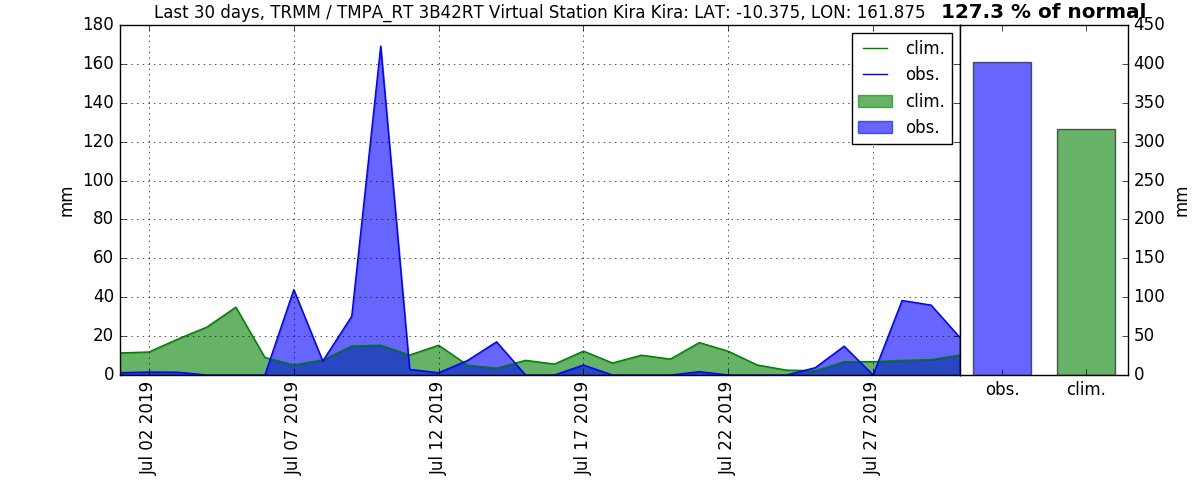 Last 30 days, TRMM / TMPA_RT 3B42RT Virtual Station Kira Kira: LAT: -10.375, LON: 161.875 127.3 % of normal
180
160
140
120
100
80
60
40
20
0
mm
clim.
obs.
clim.
obs.
450
400
350
300
250
200
150
100
50
0
mm
Jul 02 2019
Jul 07 2019
Jul 12 2019
Jul 17 2019
Jul 22 2019
Jul 27 2019
obs.
clim.